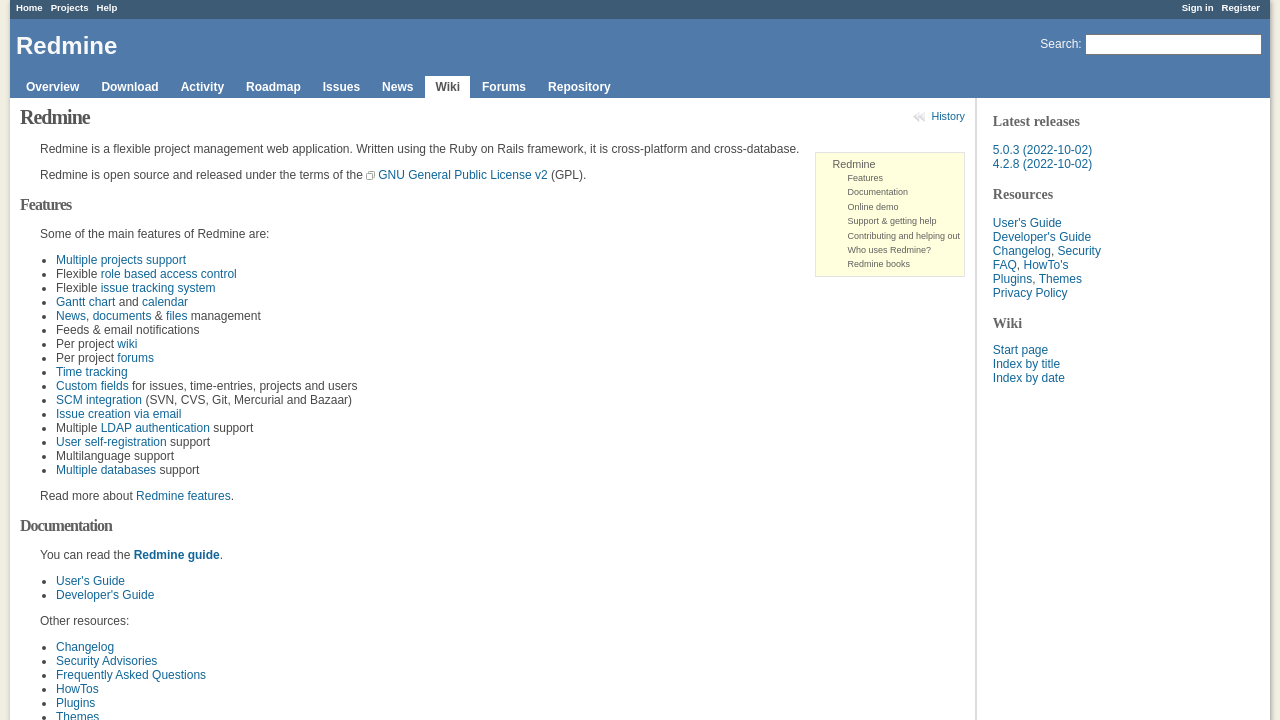 Home Projects Help Sign in Register
Redmine
Search:
Overview Download Activity Roadmap Issues News Wiki Forums Repository
History
Redmine
Redmine is a flexible project management web application. Written using the Ruby on Rails framework, it is cross-platform and cross-database.
Redmine is open source and released under the terms of the GNU General Public License v2 (GPL).
Redmine
Features
Documentation
Online demo
Support & getting help
Contributing and helping out
Who uses Redmine?
Redmine books
Features
Some of the main features of Redmine are:
Multiple projects support
Flexible role based access control
Flexible issue tracking system
Gantt chart and calendar
News, documents & files management
Feeds & email notifications
Per project wiki
Per project forums
Time tracking
Custom fields for issues, time-entries, projects and users
SCM integration (SVN, CVS, Git, Mercurial and Bazaar)
Issue creation via email
Multiple LDAP authentication support
User self-registration support
Multilanguage support
Multiple databases support
Read more about Redmine features.
Documentation
You can read the Redmine guide.
User's Guide
Developer's Guide
Other resources:
Changelog
Security Advisories
Frequently Asked Questions
HowTos
Plugins
Themes
Latest releases
5.0.3 (2022-10-02)
4.2.8 (2022-10-02)
Resources
User's Guide
Developer's Guide
Changelog, Security
FAQ, HowTo's
Plugins, Themes
Privacy Policy
Wiki
Start page
Index by title
Index by date